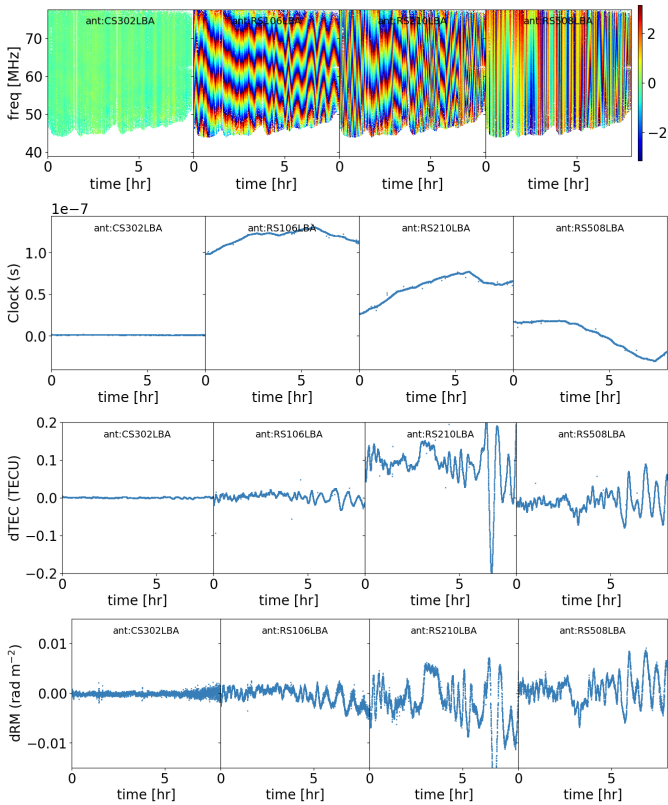 ant:CS302LBA ant:RS106LBA ant:RS210LBA ant:RS508LBA
freq [MHz]
70
60
50
40
2
0
−2
0 5 0 5 0 5 0 5
time [hr] time [hr] time [hr] time [hr]
1e−7
ant:CS302LBA ant:RS106LBA ant:RS210LBA ant:RS508LBA
Clock (s)
1.0
0.5
0.0
0 5 0 5 0 5 0 5
time [hr] time [hr] time [hr] time [hr]
ant:CS302LBA ant:RS106LBA ant:RS210LBA ant:RS508LBA
dTEC (TECU)
0.2
0.1
0.0
−0.1
−0.2
0 5 0 5 0 5 0 5
time [hr] time [hr] time [hr] time [hr]
ant:CS302LBA ant:RS106LBA ant:RS210LBA ant:RS508LBA
dRM (rad m⁻²)
0.01
0.00
−0.01
0 5 0 5 0 5 0 5
time [hr] time [hr] time [hr] time [hr]